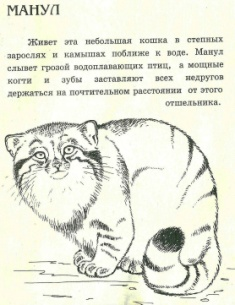 МАНУЛ
Живет эта небольшая кошка в степных
зарослях и камышах поближе к воде. Манул
слывет грозой водоплавающих птиц, а мощные
когти и зубы заставляют всех недругов
держаться на почтительном расстоянии от этого
отшельника.